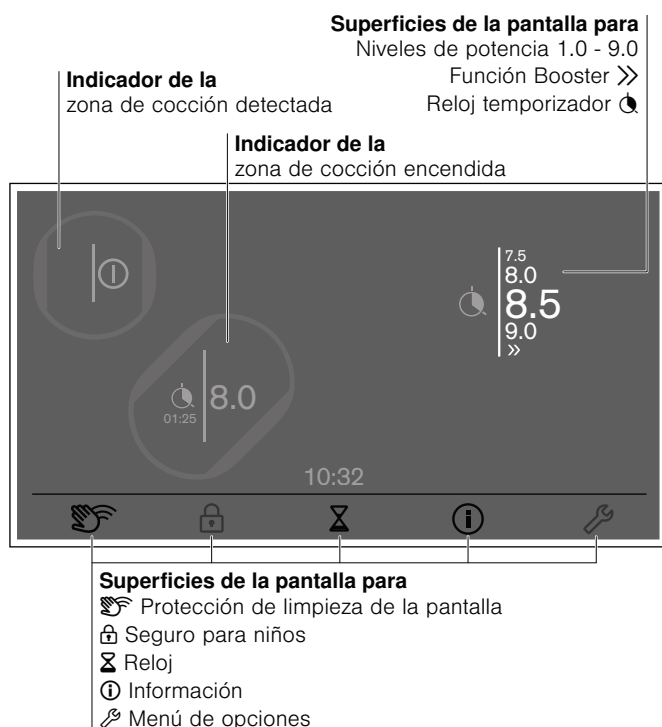 Superficies de la pantalla para
Niveles de potencia 1.0 - 9.0
Función Booster »
Reloj temporizador
Indicador de la
zona de cocción detectada
Indicador de la
zona de cocción encendida
7.5
8.0
8.5
9.0
»
8.0
01:25
10:32
Superficies de la pantalla para
Protección de limpieza de la pantalla
Seguro para niños
Reloj
Información
Menú de opciones